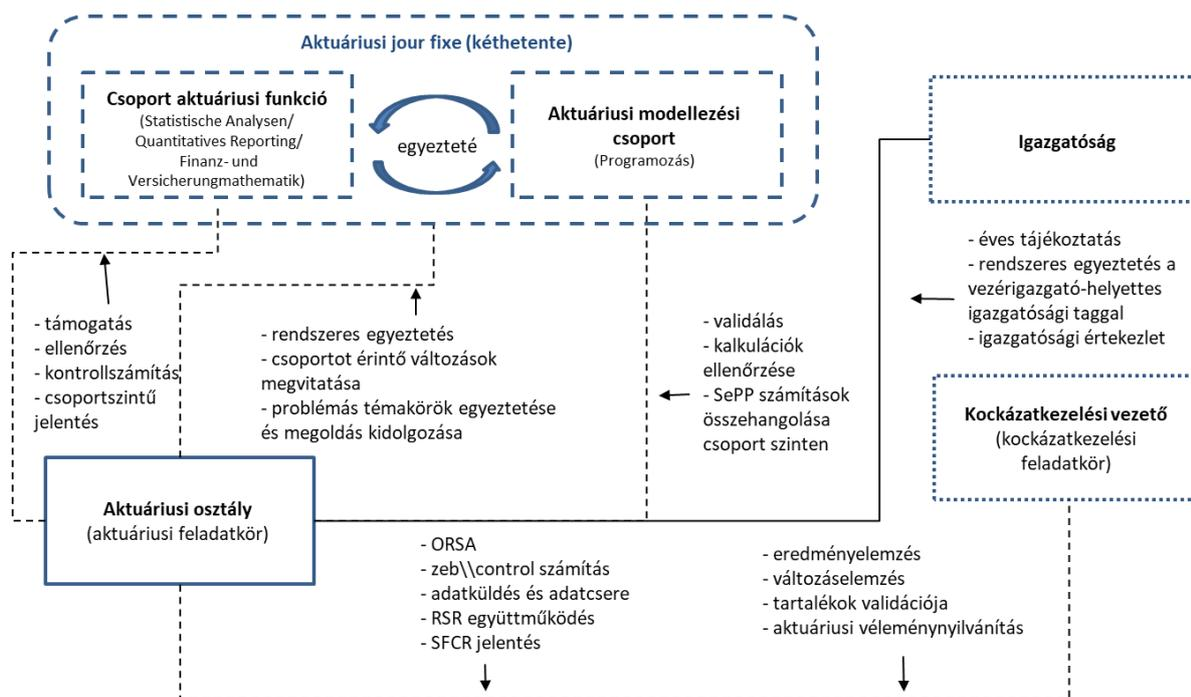 Aktuáriusi jour fixe (kéthetente)
Csoport aktuáriusi funkció
(Statistische Analysen/
Quantitatives Reporting/
Finanz- und
Versicherungmathematik)
egyezteté
Aktuáriusi modellezési
csoport
(Programozás)
Igazgatóság
- éves tájékoztatás
- rendszeres egyeztetés a
vezérigazgató-helyettes
igazgatósági taggal
- igazgatósági értekezlet
- támogatás
- ellenőrzés
- kontrollszámítás
- csoportszintű
jelentés
- rendszeres egyeztetés
- csoportot érintő változások
megvitatása
- problémás témakörök egyeztetése
és megoldás kidolgozása
- validálás
- kalkulációk
ellenőrzése
- SePP számítások
összehangolása
csoport szinten
Kockázatkezelési vezető
(kockázatkezelési
feladatkör)
Aktuáriusi osztály
(aktuáriusi feladatkör)
- ORSA
- zeb\\control számítás
- adatküldés és adatcsere
- RSR együttműködés
- SFCR jelentés
- eredményelemzés
- változáselemzés
- tartalékok validációja
- aktuáriusi véleménynyilvánítás